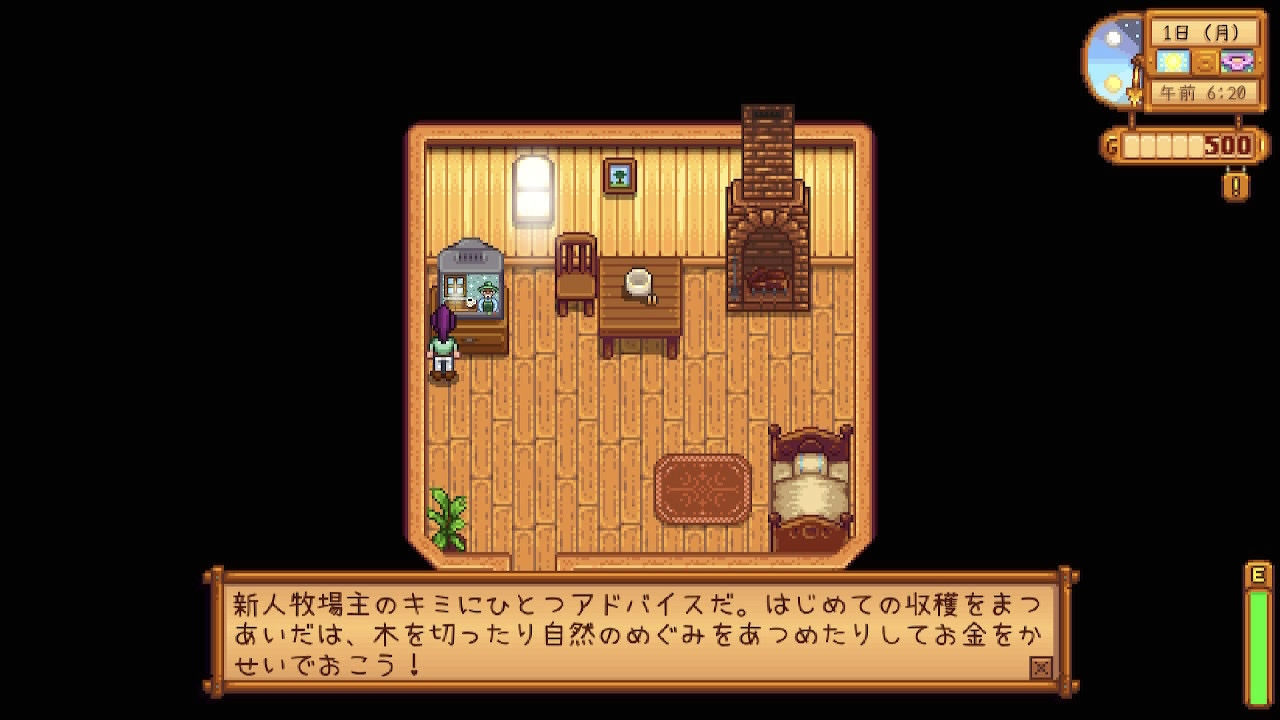 1日 (月)
午前 6:20
G 500
!
新人牧場主のキミにひとつアドバイスだ。はじめての収穫をまつ
あいだは、木を切ったり自然のめぐみをあつめたりしてお金をか
せいでおこう！
E